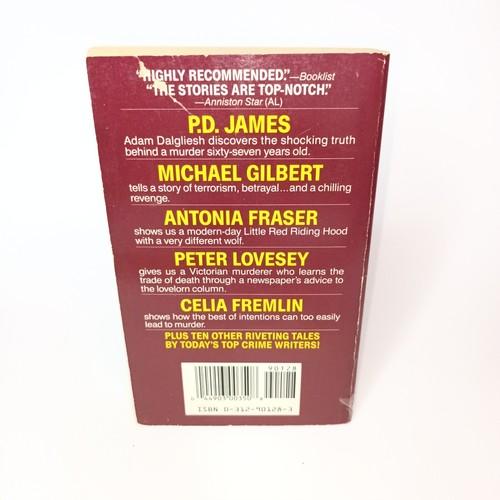 "HIGHLY RECOMMENDED."—Booklist
"THE STORIES ARE TOP-NOTCH."
—Anniston Star (AL)
P.D. JAMES
Adam Dalgliesh discovers the shocking truth
behind a murder sixty-seven years old.
MICHAEL GILBERT
tells a story of terrorism, betrayal...and a chilling
revenge.
ANTONIA FRASER
shows us a modern-day Little Red Riding Hood
with a very different wolf.
PETER LOVESEY
gives us a Victorian murderer who learns the
trade of death through a newspaper's advice to
the lovelorn column.
CELIA FREMLIN
shows how the best of intentions can too easily
lead to murder.
PLUS TEN OTHER RIVETING TALES
BY TODAY'S TOP CRIME WRITERS!
90128
44903 00350
ISBN 0-312-90128-3